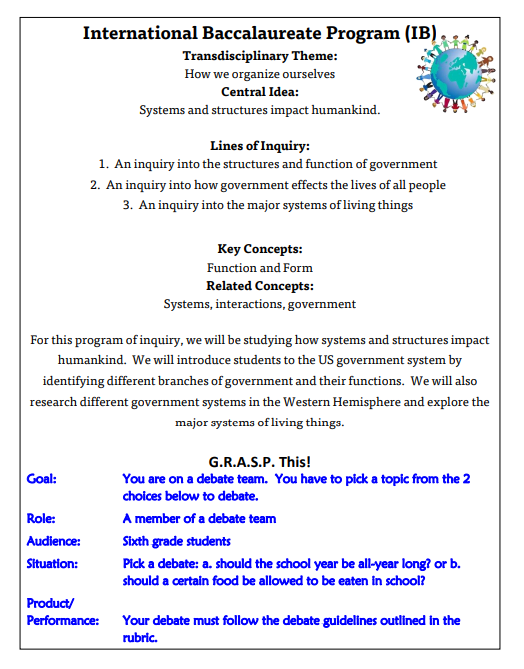 International Baccalaureate Program (IB)
Transdisciplinary Theme:
How we organize ourselves
Central Idea:
Systems and structures impact humankind.
Lines of Inquiry:
1. An inquiry into the structures and function of government
2. An inquiry into how government effects the lives of all people
3. An inquiry into the major systems of living things
Key Concepts:
Function and Form
Related Concepts:
Systems, interactions, government
For this program of inquiry, we will be studying how systems and structures impact
humankind. We will introduce students to the US government system by
identifying different branches of government and their functions. We will also
research different government systems in the Western Hemisphere and explore the
major systems of living things.
G.R.A.S.P. This!
Goal: You are on a debate team. You have to pick a topic from the 2
choices below to debate.
Role: A member of a debate team
Audience: Sixth grade students
Situation: Pick a debate: a. should the school year be all-year long? or b.
should a certain food be allowed to be eaten in school?
Product/
Performance: Your debate must follow the debate guidelines outlined in the
rubric.